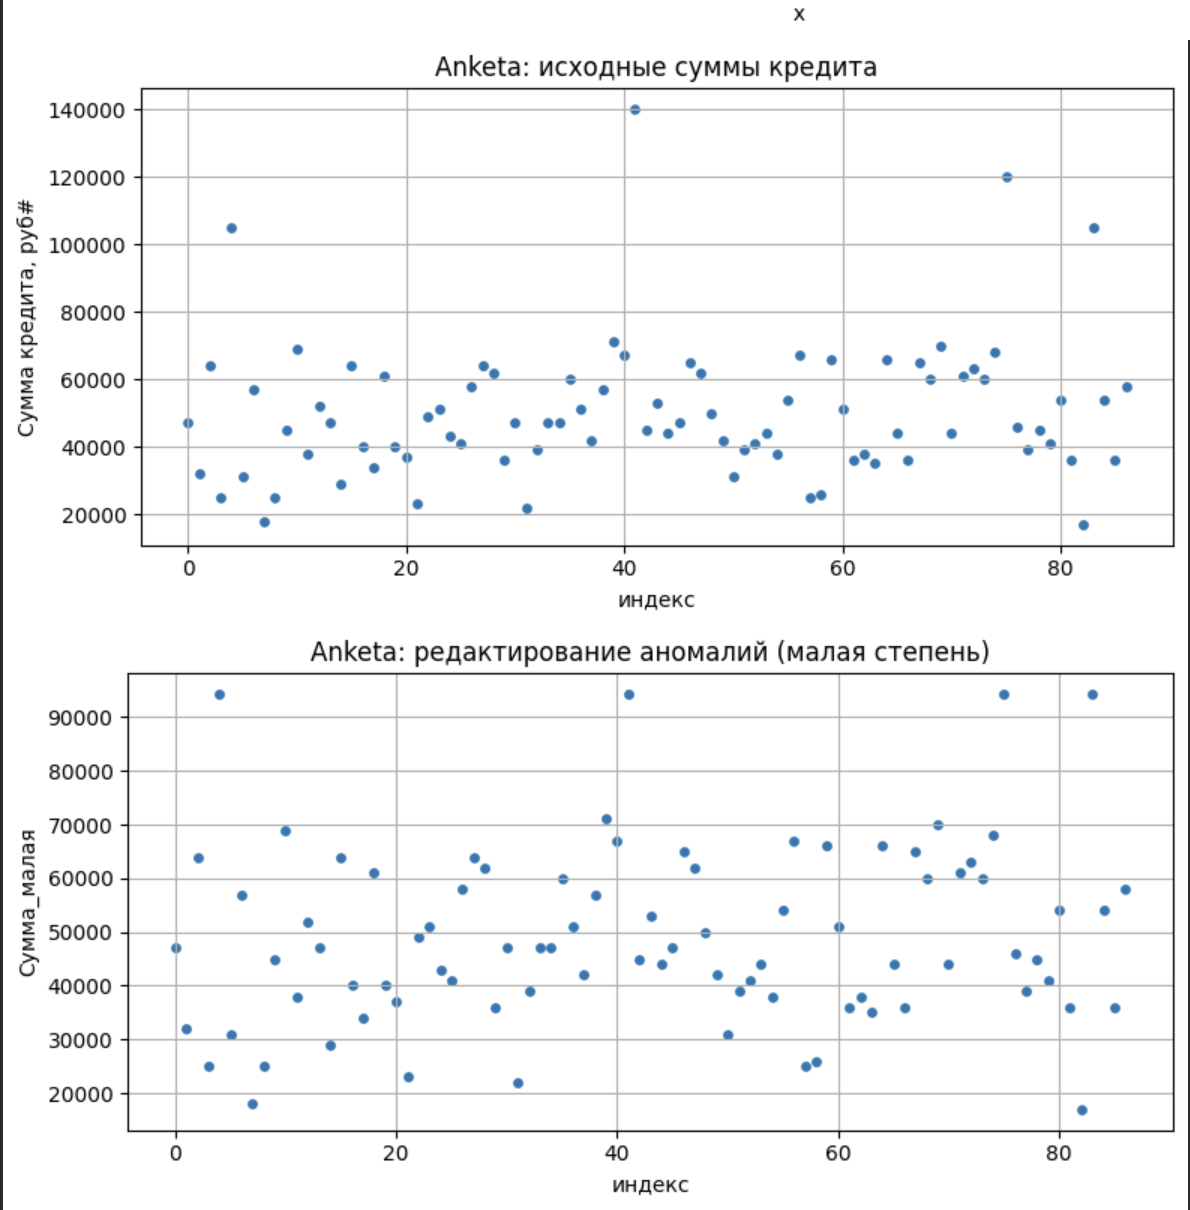 x
Anketa: исходные суммы кредита
140000
120000
100000
80000
60000
40000
20000
Сумма кредита, руб#
0 20 40 60 80
индекс
Anketa: редактирование аномалий (малая степень)
90000
80000
70000
60000
50000
40000
30000
20000
Сумма_малая
0 20 40 60 80
индекс